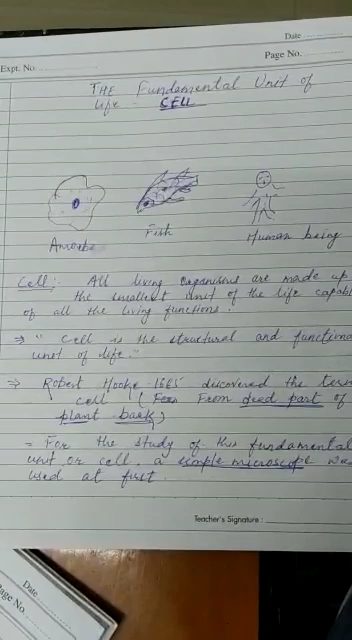 Date
Page No.
Expt. No.
THE Fundamental Unit of
life - CELL
Amoeba
Fish
Human being
Cell: All living organisms are made up
the smallest unit of the life capabl
of all the living functions.
⇒ " Cell is the structural and function
unit of life."
⇒ Robert Hooke 1665 discovered the term
cell ( From dead part of
plant bark)
= For the study of this fundamental
unit or cell, a simple microscope was
used at first.
Teacher's Signature :
Date
Page No.